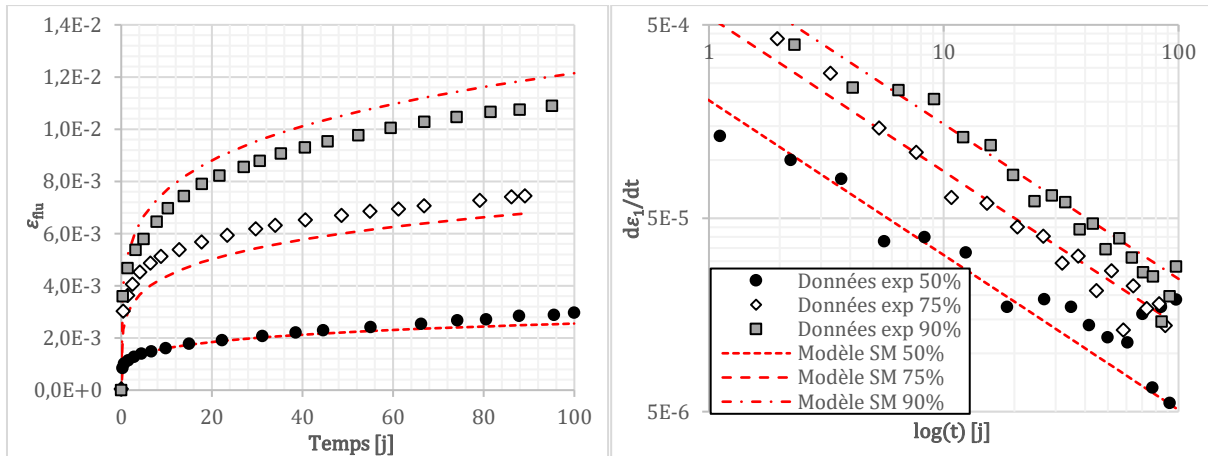 1,4E-2
1,2E-2
1,0E-2
8,0E-3
6,0E-3
4,0E-3
2,0E-3
0,0E+0
εflu
0 20 40 60 80 100
Temps [j]
5E-4
5E-5
5E-6
1 10 100
dε₁/dt
Données exp 50%
Données exp 75%
Données exp 90%
Modèle SM 50%
Modèle SM 75%
Modèle SM 90%
log(t) [j]